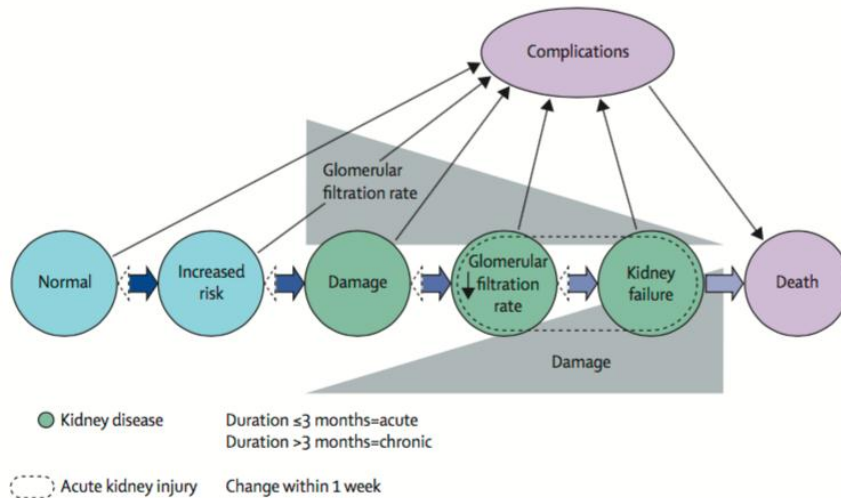 Complications
Glomerular
filtration rate
Normal
Increased
risk
Damage
Glomerular
filtration
rate
Kidney
failure
Death
Damage
Kidney disease
Duration ≤3 months=acute
Duration >3 months=chronic
Acute kidney injury
Change within 1 week